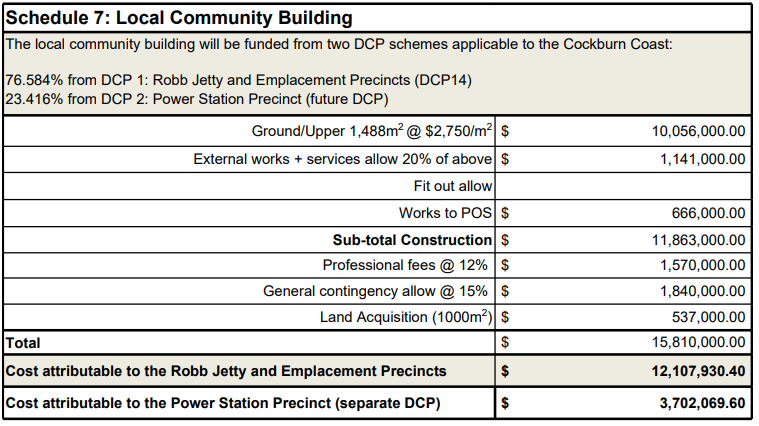 Schedule 7: Local Community Building
The local community building will be funded from two DCP schemes applicable to the Cockburn Coast:
76.584% from DCP 1: Robb Jetty and Emplacement Precincts (DCP14)
23.416% from DCP 2: Power Station Precinct (future DCP)
Ground/Upper 1,488m² @ $2,750/m² $ 10,056,000.00
External works + services allow 20% of above $ 1,141,000.00
Fit out allow
Works to POS $ 666,000.00
Sub-total Construction $ 11,863,000.00
Professional fees @ 12% $ 1,570,000.00
General contingency allow @ 15% $ 1,840,000.00
Land Acquisition (1000m²) $ 537,000.00
Total $ 15,810,000.00
Cost attributable to the Robb Jetty and Emplacement Precincts $ 12,107,930.40
Cost attributable to the Power Station Precinct (separate DCP) $ 3,702,069.60